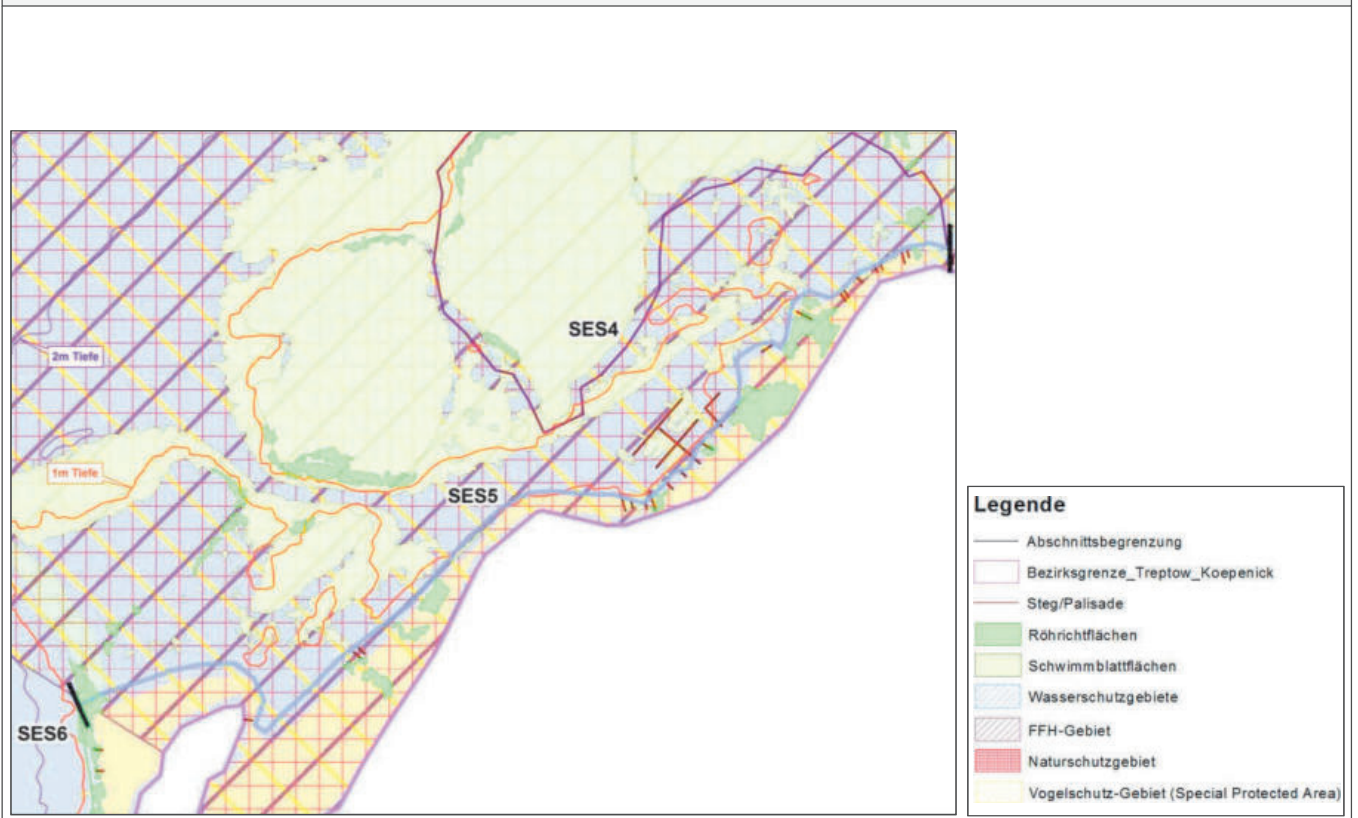 SES4
2m Tiefe
1m Tiefe
SES5
SES6
Legende
Abschnittsbegrenzung
Bezirksgrenze_Treptow_Koepenick
Steg/Palisade
Röhrichtflächen
Schwimmblattflächen
Wasserschutzgebiete
FFH-Gebiet
Naturschutzgebiet
Vogelschutz-Gebiet (Special Protected Area)